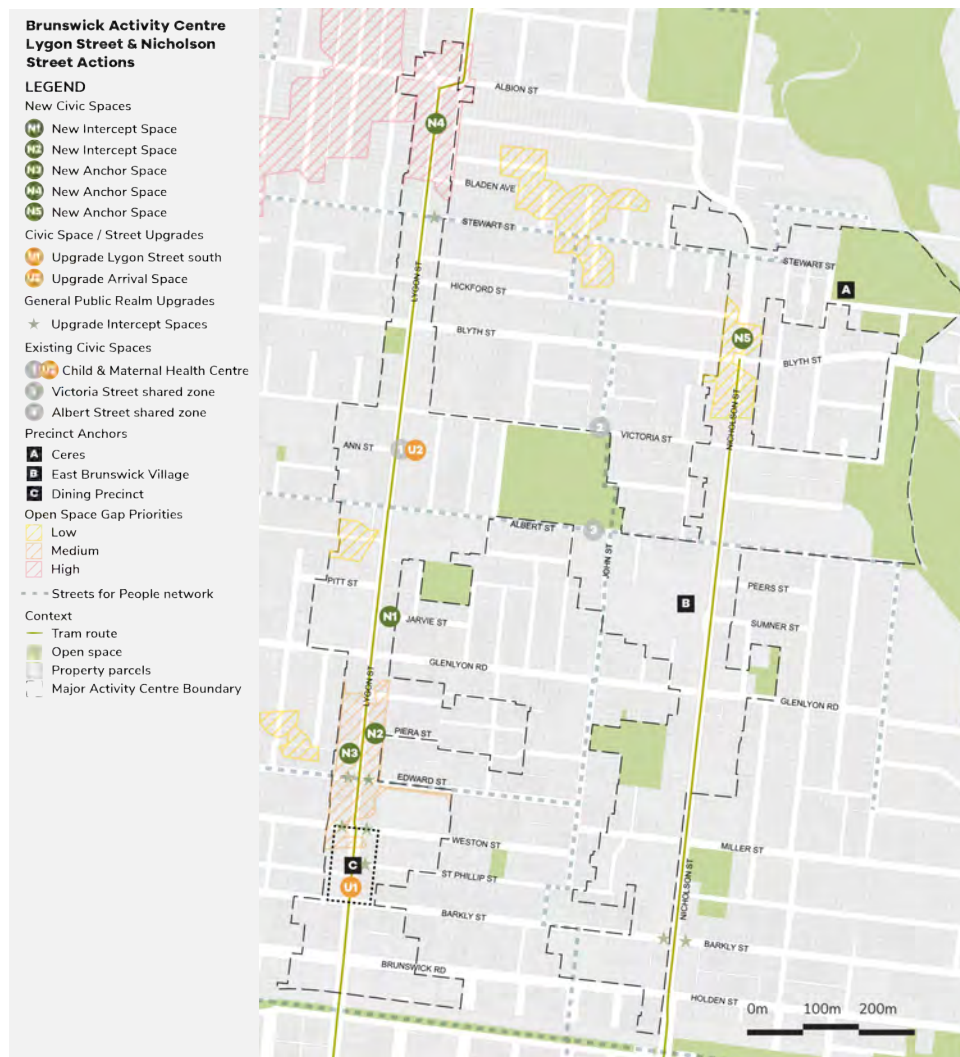 Brunswick Activity Centre
Lygon Street & Nicholson
Street Actions
LEGEND
New Civic Spaces
N1 New Intercept Space
N2 New Intercept Space
N3 New Anchor Space
N4 New Anchor Space
N5 New Anchor Space
Civic Space / Street Upgrades
U1 Upgrade Lygon Street south
U2 Upgrade Arrival Space
General Public Realm Upgrades
Upgrade Intercept Spaces
Existing Civic Spaces
1 U2 Child & Maternal Health Centre
Victoria Street shared zone
Albert Street shared zone
Precinct Anchors
A Ceres
B East Brunswick Village
C Dining Precinct
Open Space Gap Priorities
Low
Medium
High
Streets for People network
Context
Tram route
Open space
Property parcels
Major Activity Centre Boundary
ALBION ST
N4
BLADEN AVE
STEWART ST
STEWART ST
LYGON ST
A
HICKFORD ST
BLYTH ST
N5
BLYTH ST
NICHOLSON ST
2
VICTORIA ST
ANN ST
1 U2
ALBERT ST
3
JOHN ST
PITT ST
PEERS ST
B
N1
JARVIE ST
SUMNER ST
GLENLYON RD
LYGON ST
GLENLYON RD
N2
PIERA ST
N3
EDWARD ST
WESTON ST
MILLER ST
C
ST PHILLIP ST
U1
NICHOLSON ST
BARKLY ST
BARKLY ST
BRUNSWICK RD
HOLDEN ST
0m 100m 200m